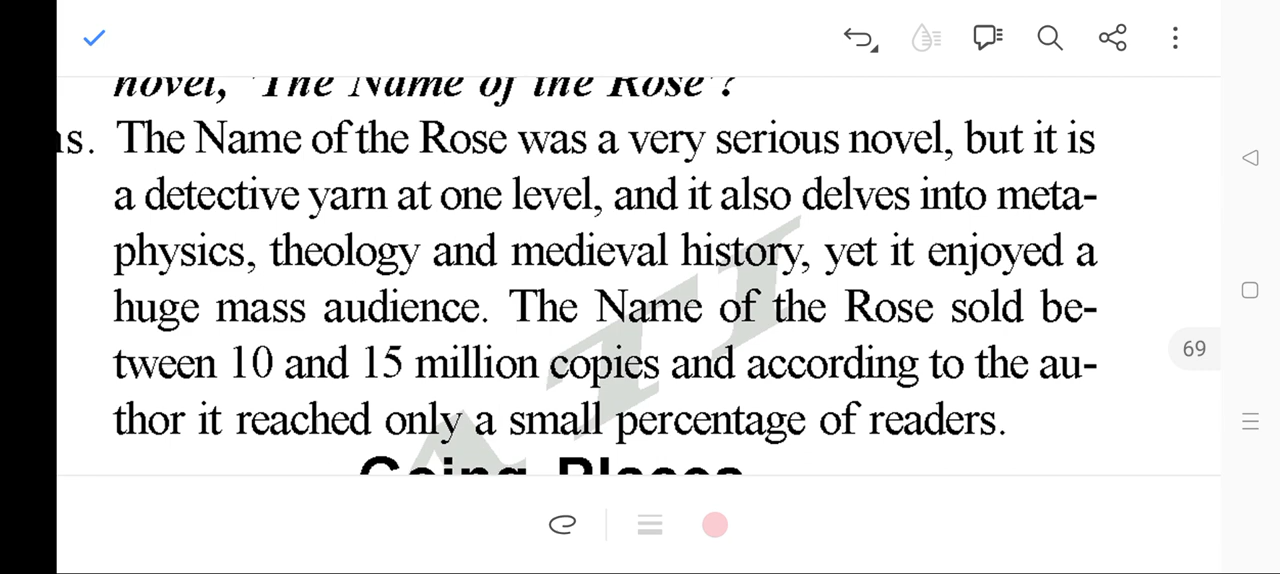 novel, 'The Name of the Rose'?
ns. The Name of the Rose was a very serious novel, but it is
a detective yarn at one level, and it also delves into meta-
physics, theology and medieval history, yet it enjoyed a
huge mass audience. The Name of the Rose sold be-
69
tween 10 and 15 million copies and according to the au-
thor it reached only a small percentage of readers.
Going Places